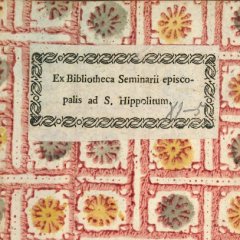 Ex Bibliotheca Seminarii episco-
palis ad S. Hippolitum.